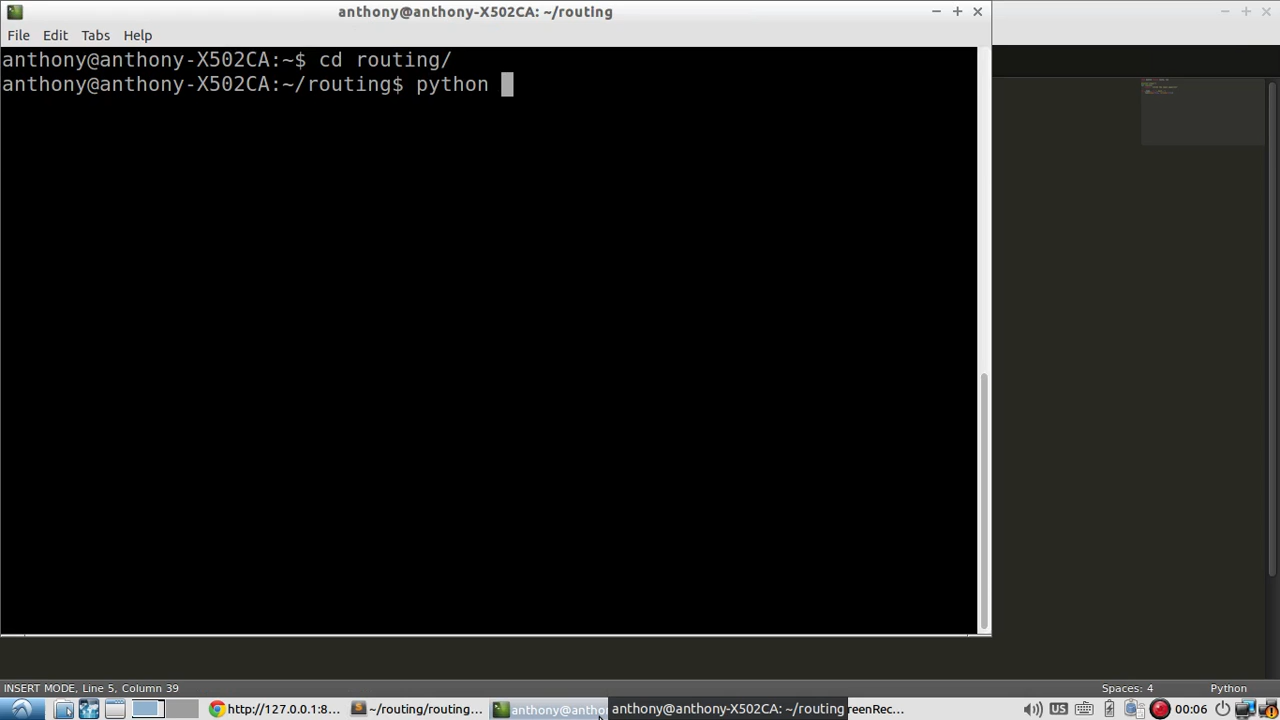 anthony@anthony-X502CA: ~/routing
File Edit Tabs Help
anthony@anthony-X502CA:~$ cd routing/
anthony@anthony-X502CA:~/routing$ python
INSERT MODE, Line 5, Column 39
Spaces: 4
Python
http://127.0.0.1:8...
~/routing/routing...
anthony@antho
anthony@anthony-X502CA: ~/routing
reenRec...
US
00:06